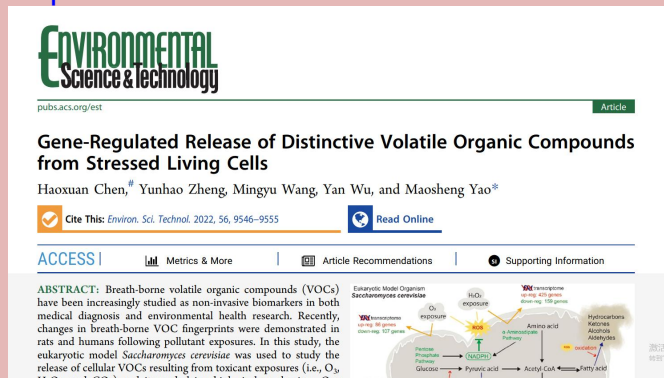 ENVIRONMENTAL
Science & Technology
pubs.acs.org/est
Article
Gene-Regulated Release of Distinctive Volatile Organic Compounds
from Stressed Living Cells
Haoxuan Chen,# Yunhao Zheng, Mingyu Wang, Yan Wu, and Maosheng Yao*
Cite This: Environ. Sci. Technol. 2022, 56, 9546–9555
Read Online
ACCESS
Metrics & More
Article Recommendations
SI Supporting Information
ABSTRACT: Breath-borne volatile organic compounds (VOCs)
have been increasingly studied as non-invasive biomarkers in both
medical diagnosis and environmental health research. Recently,
changes in breath-borne VOC fingerprints were demonstrated in
rats and humans following pollutant exposures. In this study, the
eukaryotic model Saccharomyces cerevisiae was used to study the
release of cellular VOCs resulting from toxicant exposures (i.e., O₃,
Eukaryotic Model Organism
Saccharomyces cerevisiae
O₃
exposure
H₂O₂
exposure
transcriptome
up-reg: 425 genes
down-reg: 159 genes
transcriptome
up-reg: 86 genes
down-reg: 107 genes
ROS
α-Aminoadipate
Pathway
Amino acid
Hydrocarbons
Ketones
Alcohols
Aldehydes
Pentose
Phosphate
Pathway
NADPH
oxidation
Glucose
Pyruvic acid
Acetyl CoA
Fatty acid